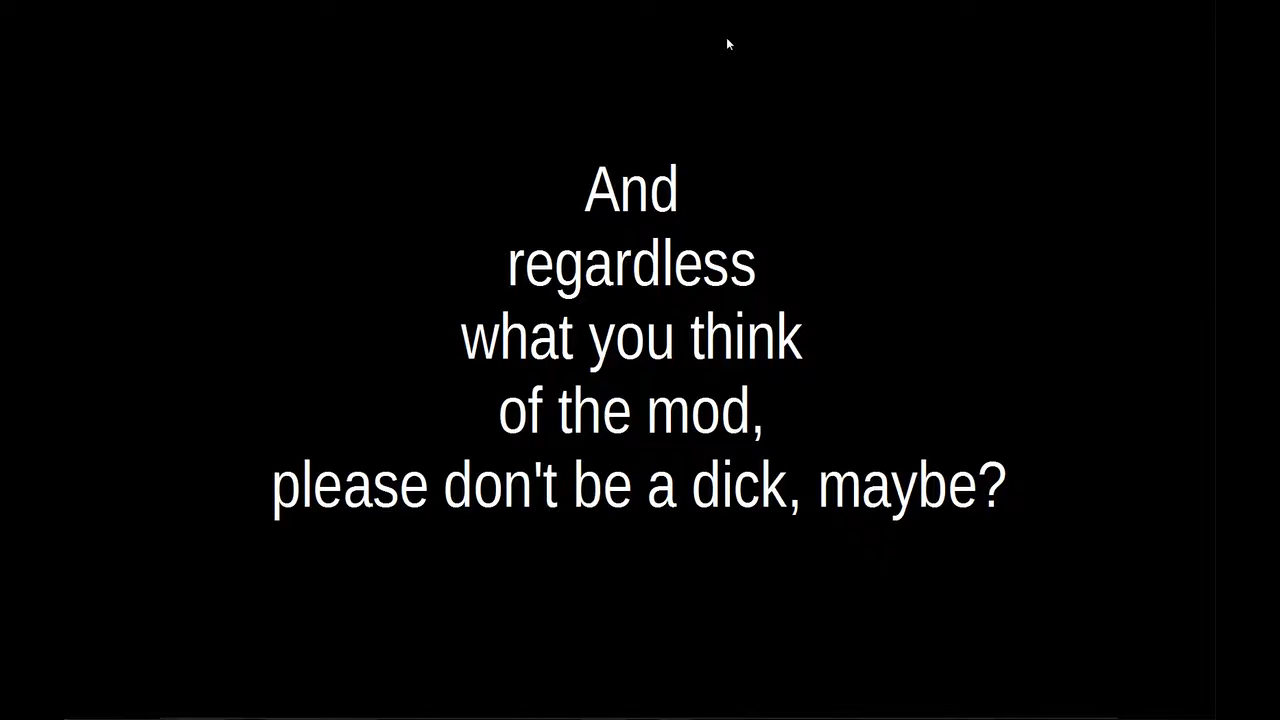 And
regardless
what you think
of the mod,
please don't be a dick, maybe?